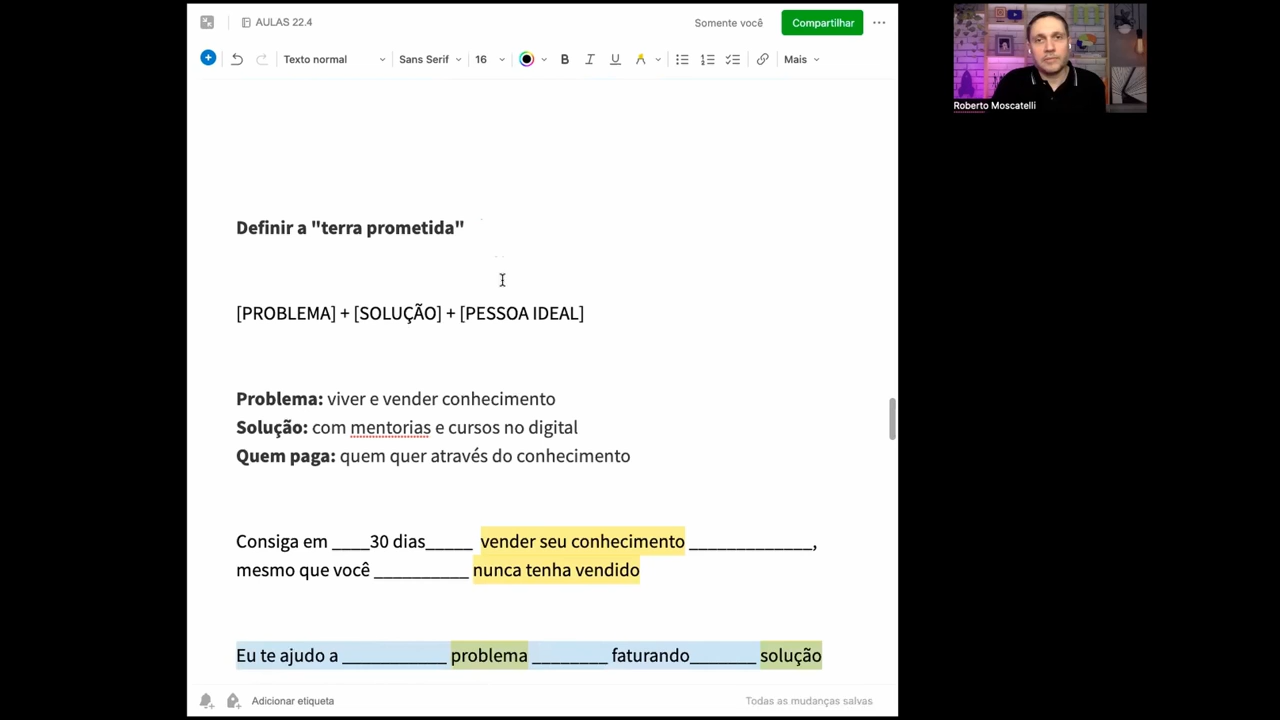 AULAS 22.4
Somente você
Compartilhar
Texto normal
Sans Serif
16
B
I
U
A
Mais
Roberto Moscatelli
Definir a "terra prometida"
[PROBLEMA] + [SOLUÇÃO] + [PESSOA IDEAL]
Problema: viver e vender conhecimento
Solução: com mentorias e cursos no digital
Quem paga: quem quer através do conhecimento
Consiga em ____30 dias_____ vender seu conhecimento _____________,
mesmo que você __________ nunca tenha vendido
Eu te ajudo a ___________ problema ________ faturando_______ solução
Adicionar etiqueta
Todas as mudanças salvas